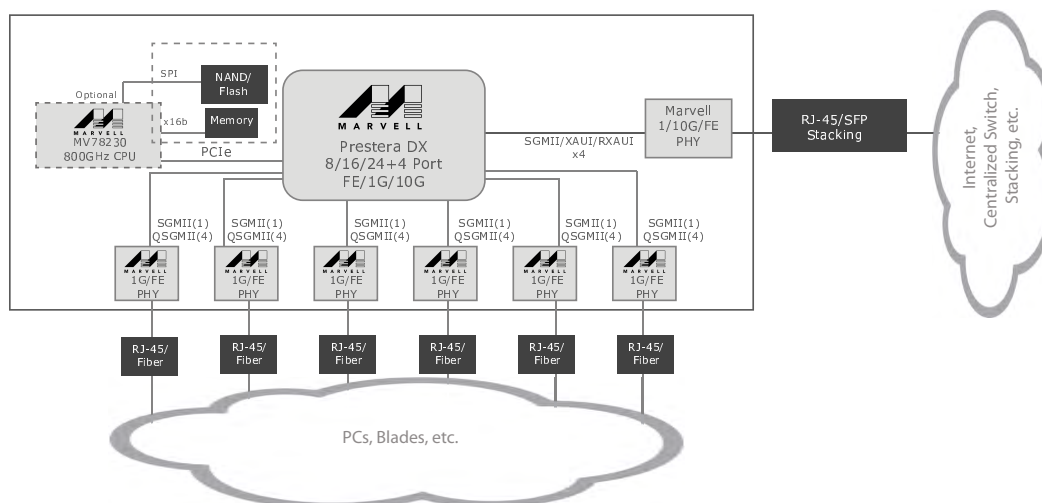 SPI
NAND/
Flash
Optional
x16b
Memory
MARVELL
MV78230
800GHz CPU
PCIe
MARVELL
Prestera DX
8/16/24+4 Port
FE/1G/10G
SGMII/XAUI/RXAUI
x4
Marvell
1/10G/FE
PHY
RJ-45/SFP
Stacking
Internet,
Centralized Switch,
Stacking, etc.
SGMII(1)
QSGMII(4)
SGMII(1)
QSGMII(4)
SGMII(1)
QSGMII(4)
SGMII(1)
QSGMII(4)
SGMII(1)
QSGMII(4)
SGMII(1)
QSGMII(4)
MARVELL
1G/FE
PHY
MARVELL
1G/FE
PHY
MARVELL
1G/FE
PHY
MARVELL
1G/FE
PHY
MARVELL
1G/FE
PHY
MARVELL
1G/FE
PHY
RJ-45/
Fiber
RJ-45/
Fiber
RJ-45/
Fiber
RJ-45/
Fiber
RJ-45/
Fiber
RJ-45/
Fiber
PCs, Blades, etc.